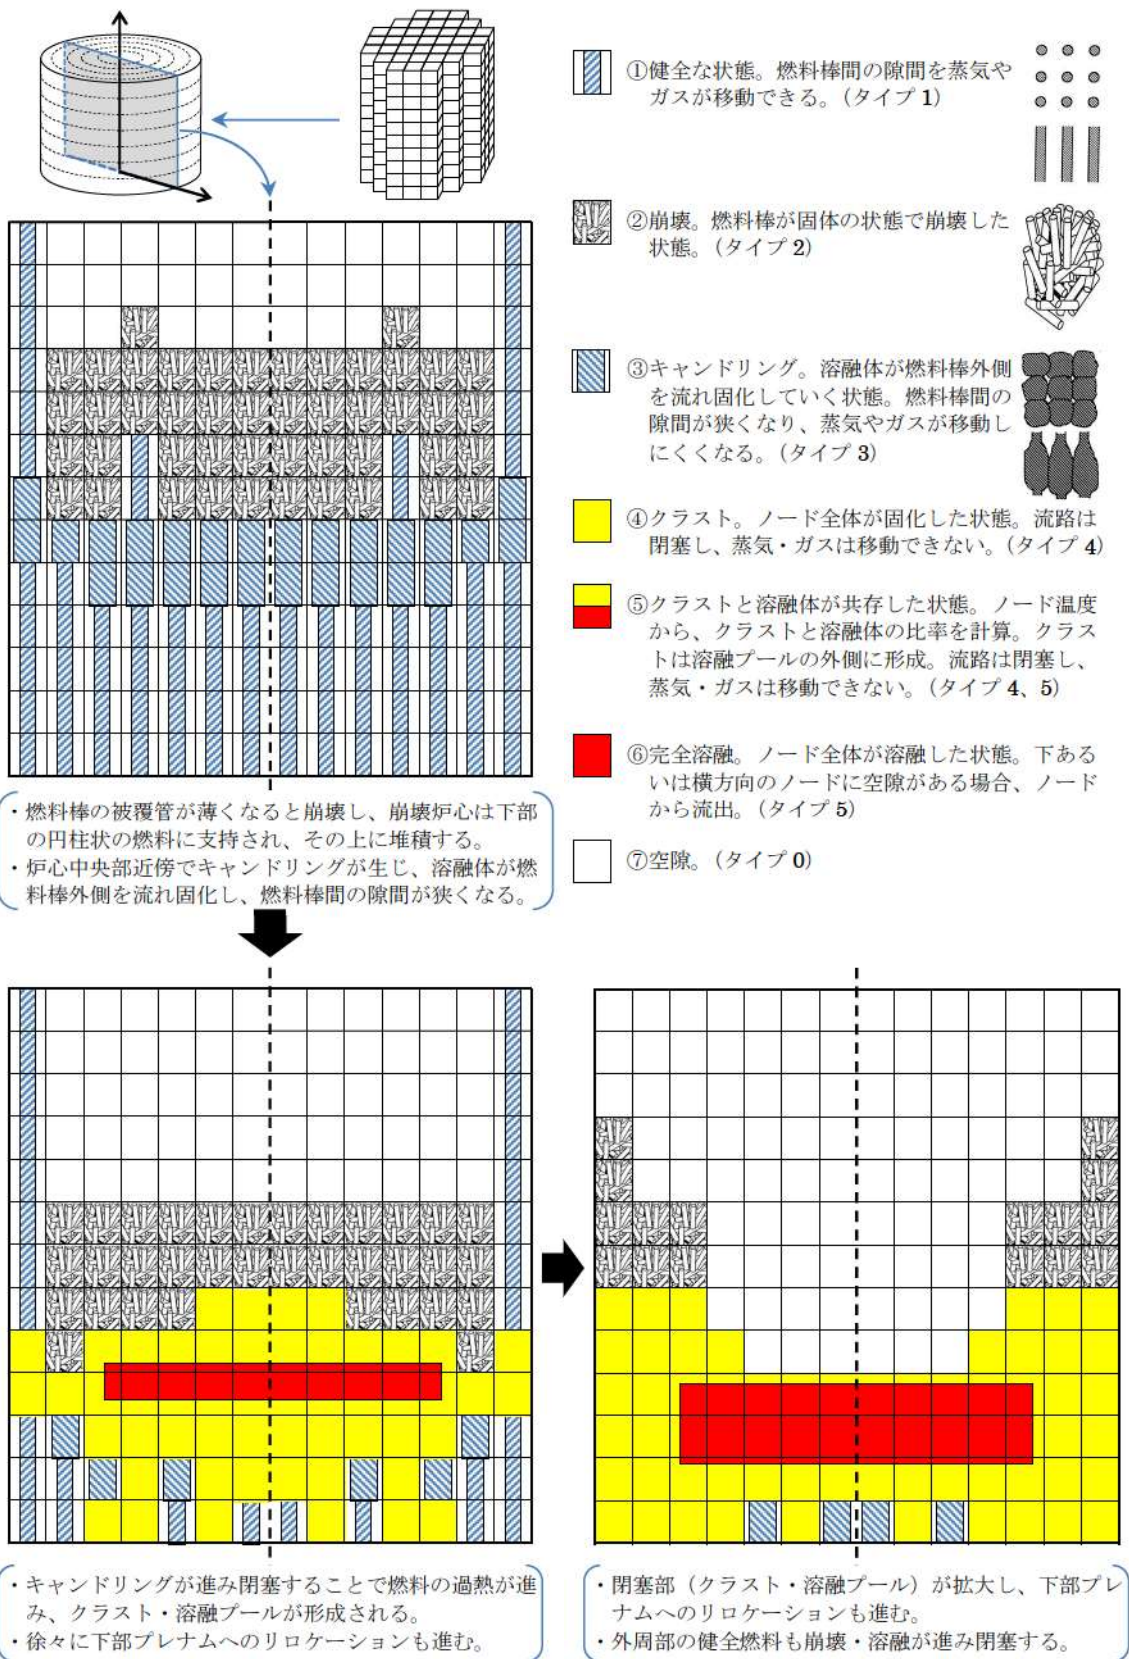 ①健全な状態。燃料棒間の隙間を蒸気や
ガスが移動できる。（タイプ 1）
②崩壊。燃料棒が固体の状態で崩壊した
状態。（タイプ 2）
③キャンドリング。溶融体が燃料棒外側
を流れ固化していく状態。燃料棒間の
隙間が狭くなり、蒸気やガスが移動し
にくくなる。（タイプ 3）
④クラスト。ノード全体が固化した状態。流路は
閉塞し、蒸気・ガスは移動できない。（タイプ 4）
⑤クラストと溶融体が共存した状態。ノード温度
から、クラストと溶融体の比率を計算。クラス
トは溶融プールの外側に形成。流路は閉塞し、
蒸気・ガスは移動できない。（タイプ 4、5）
⑥完全溶融。ノード全体が溶融した状態。下ある
いは横方向のノードに空隙がある場合、ノード
から流出。（タイプ 5）
⑦空隙。（タイプ 0）
・燃料棒の被覆管が薄くなると崩壊し、崩壊炉心は下部
の円柱状の燃料に支持され、その上に堆積する。
・炉心中央部近傍でキャンドリングが生じ、溶融体が燃
料棒外側を流れ固化し、燃料棒間の隙間が狭くなる。
・キャンドリングが進み閉塞することで燃料の過熱が進
み、クラスト・溶融プールが形成される。
・徐々に下部プレナムへのリロケーションも進む。
・閉塞部（クラスト・溶融プール）が拡大し、下部プレ
ナムへのリロケーションも進む。
・外周部の健全燃料も崩壊・溶融が進み閉塞する。